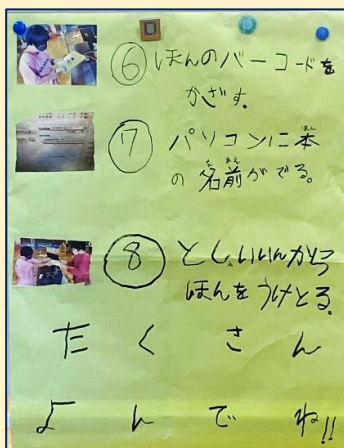 ⑥ ほんのバーコードを
かざす。
⑦ パソコンに本
の名前がでる。
⑧ としょいいんから
ほんをうけとる。
たくさん
よんでね!!